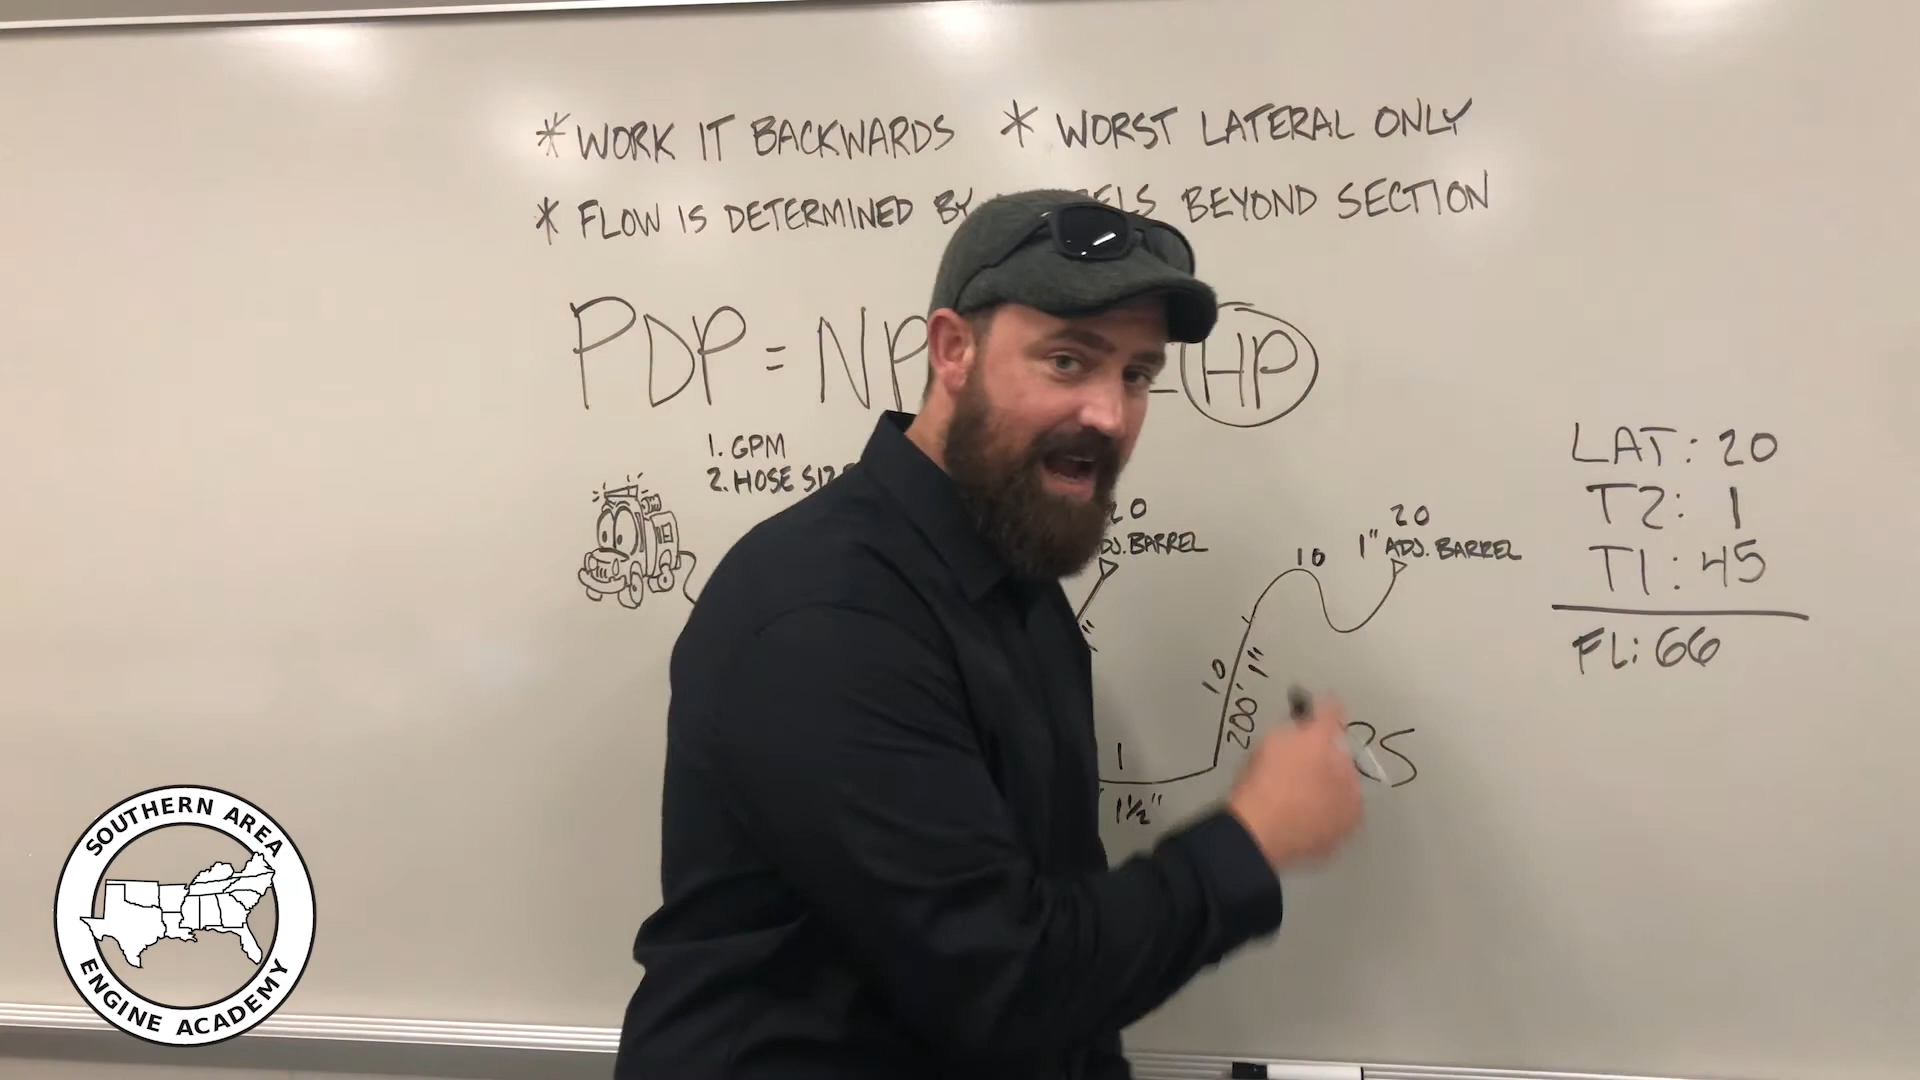 * WORK IT BACKWARDS * WORST LATERAL ONLY
* FLOW IS DETERMINED BY BEYOND SECTION
PDP = NP HP
1. GPM
2. HOSE
20
BARREL
10
20
1" ADJ. BARREL
10
200' 1"
1
1½"
LAT: 20
T2: 1
T1: 45
FL: 66
SOUTHERN AREA
ENGINE ACADEMY